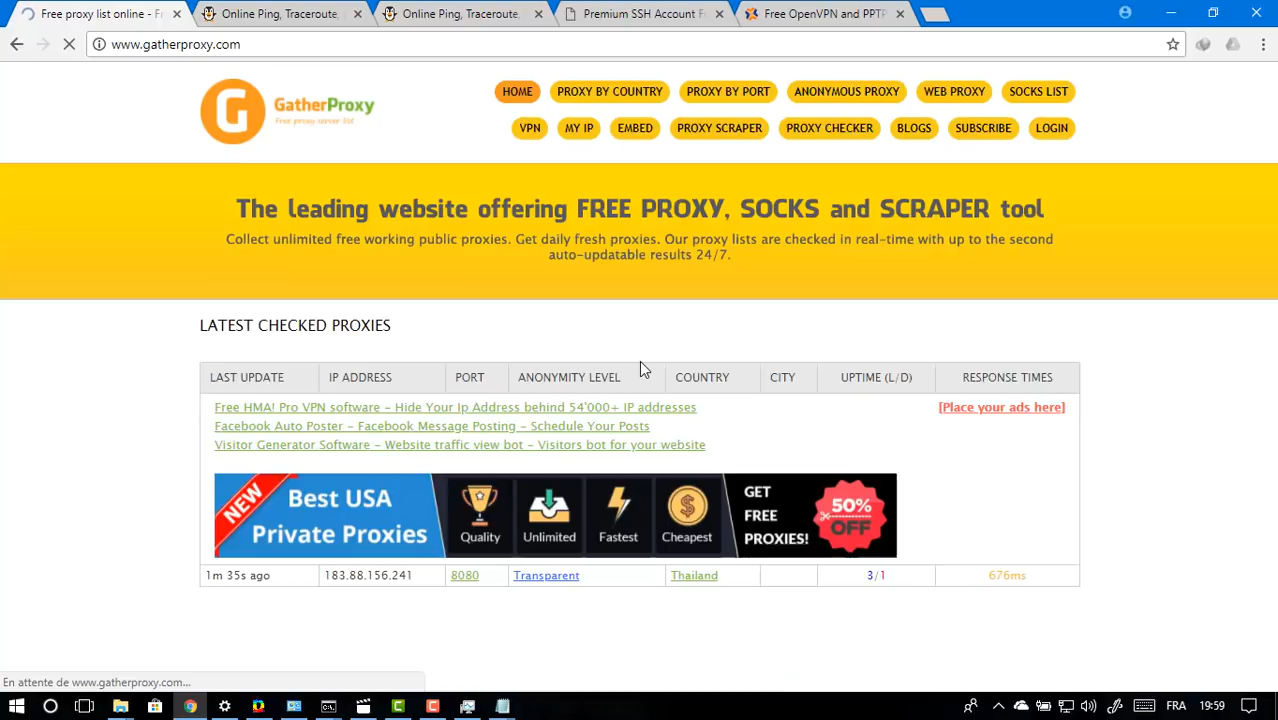 Free proxy list online - F
Online Ping, Traceroute,
Online Ping, Traceroute,
Premium SSH Account F
Free OpenVPN and PPTP
www.gatherproxy.com
G GatherProxy
Free proxy server list
HOME PROXY BY COUNTRY PROXY BY PORT ANONYMOUS PROXY WEB PROXY SOCKS LIST
VPN MY IP EMBED PROXY SCRAPER PROXY CHECKER BLOGS SUBSCRIBE LOGIN
The leading website offering FREE PROXY, SOCKS and SCRAPER tool
Collect unlimited free working public proxies. Get daily fresh proxies. Our proxy lists are checked in real-time with up to the second
auto-updatable results 24/7.
LATEST CHECKED PROXIES
LAST UPDATE IP ADDRESS PORT ANONYMITY LEVEL COUNTRY CITY UPTIME (L/D) RESPONSE TIMES
Free HMA! Pro VPN software - Hide Your Ip Address behind 54'000+ IP addresses [Place your ads here]
Facebook Auto Poster - Facebook Message Posting - Schedule Your Posts
Visitor Generator Software - Website traffic view bot - Visitors bot for your website
NEW
Best USA
Private Proxies
Quality Unlimited Fastest Cheapest
GET
FREE
PROXIES!
50%
OFF
1m 35s ago 183.88.156.241 8080 Transparent Thailand 3/1 676ms
En attente de www.gatherproxy.com...
FRA 19:59